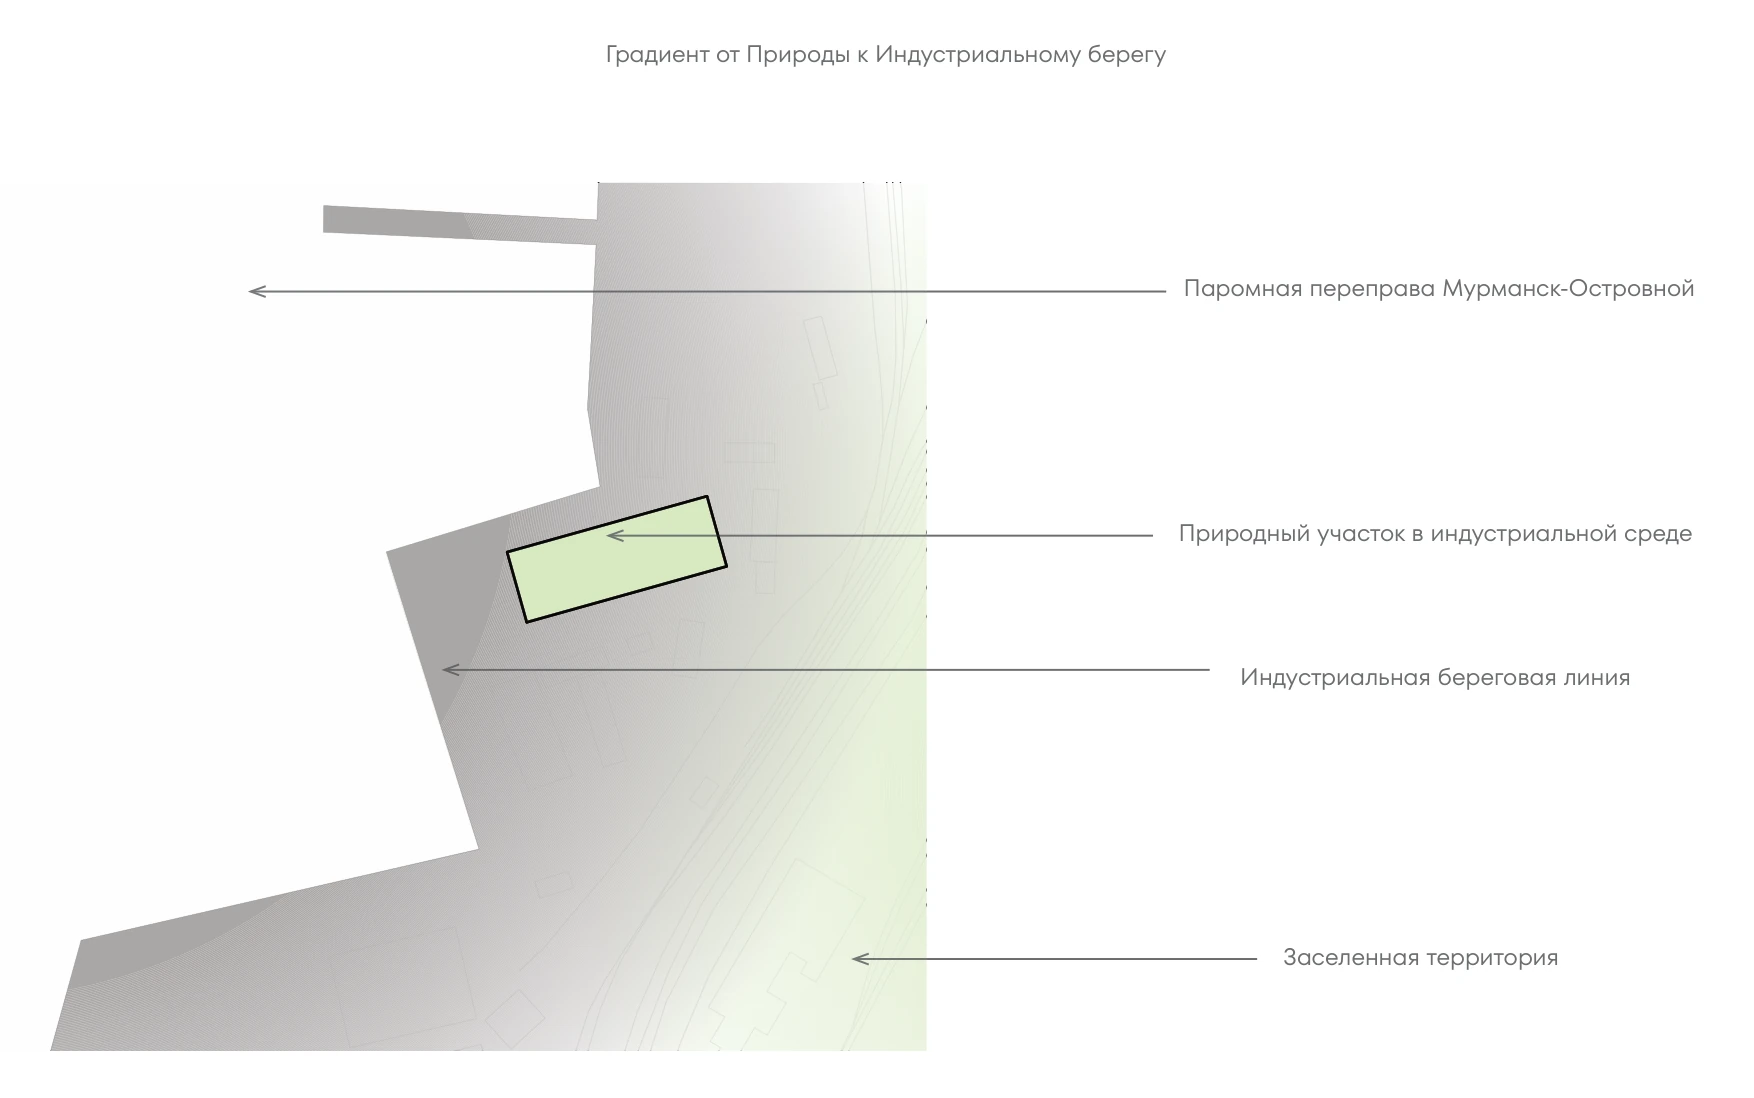 Градиент от Природы к Индустриальному берегу
Паромная переправа Мурманск-Островной
Природный участок в индустриальной среде
Индустриальная береговая линия
Заселенная территория